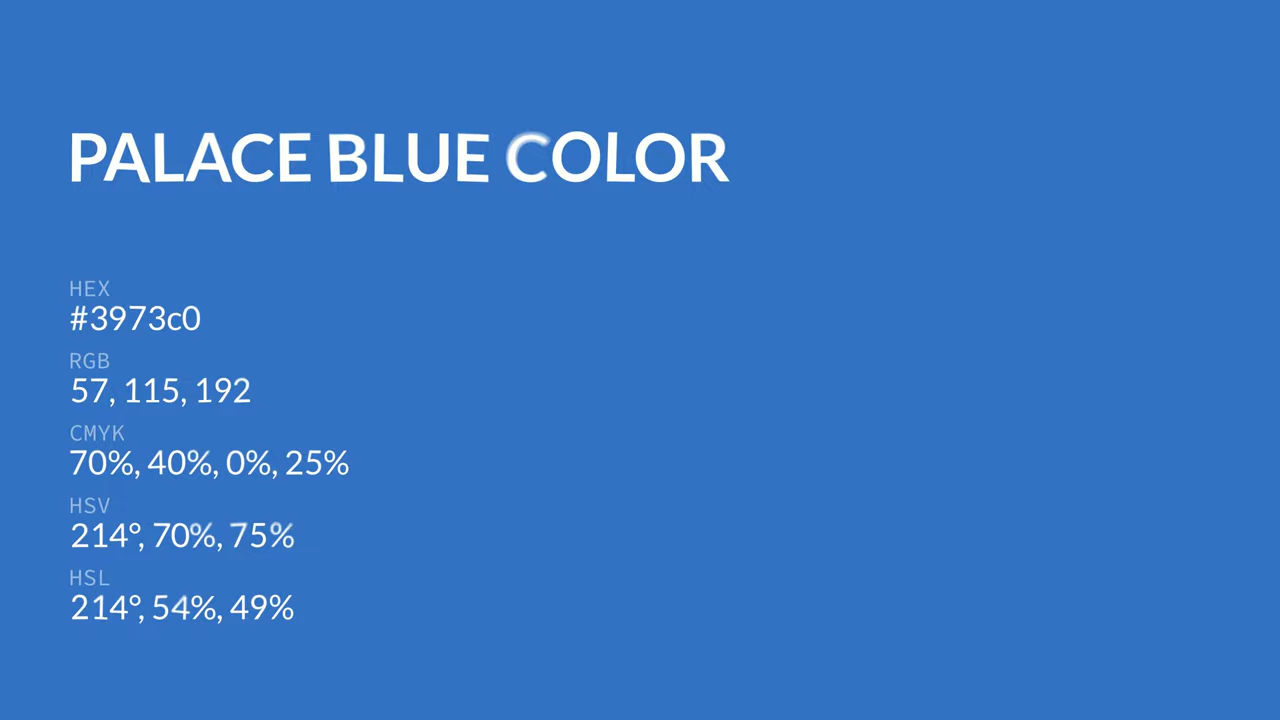 PALACE BLUE COLOR
HEX
#3973c0
RGB
57, 115, 192
CMYK
70%, 40%, 0%, 25%
HSV
214°, 70%, 75%
HSL
214°, 54%, 49%